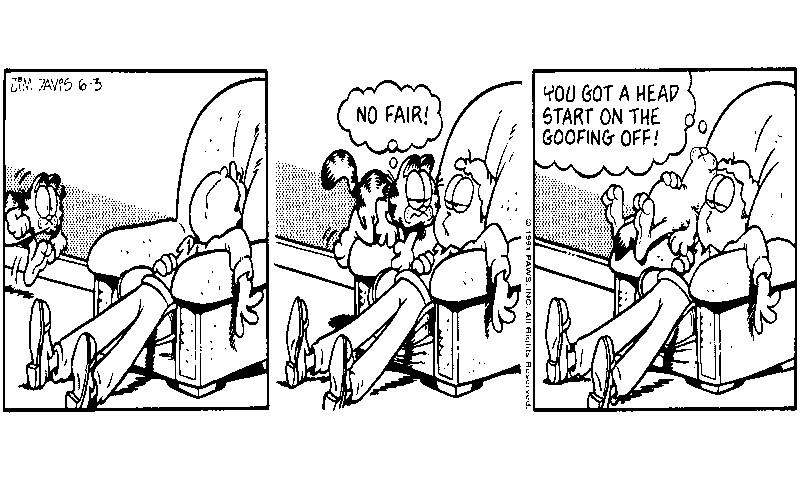 JIM DAVIS 6-3
NO FAIR!
© 1991 PAWS, INC. All Rights Reserved.
YOU GOT A HEAD
START ON THE
GOOFING OFF!